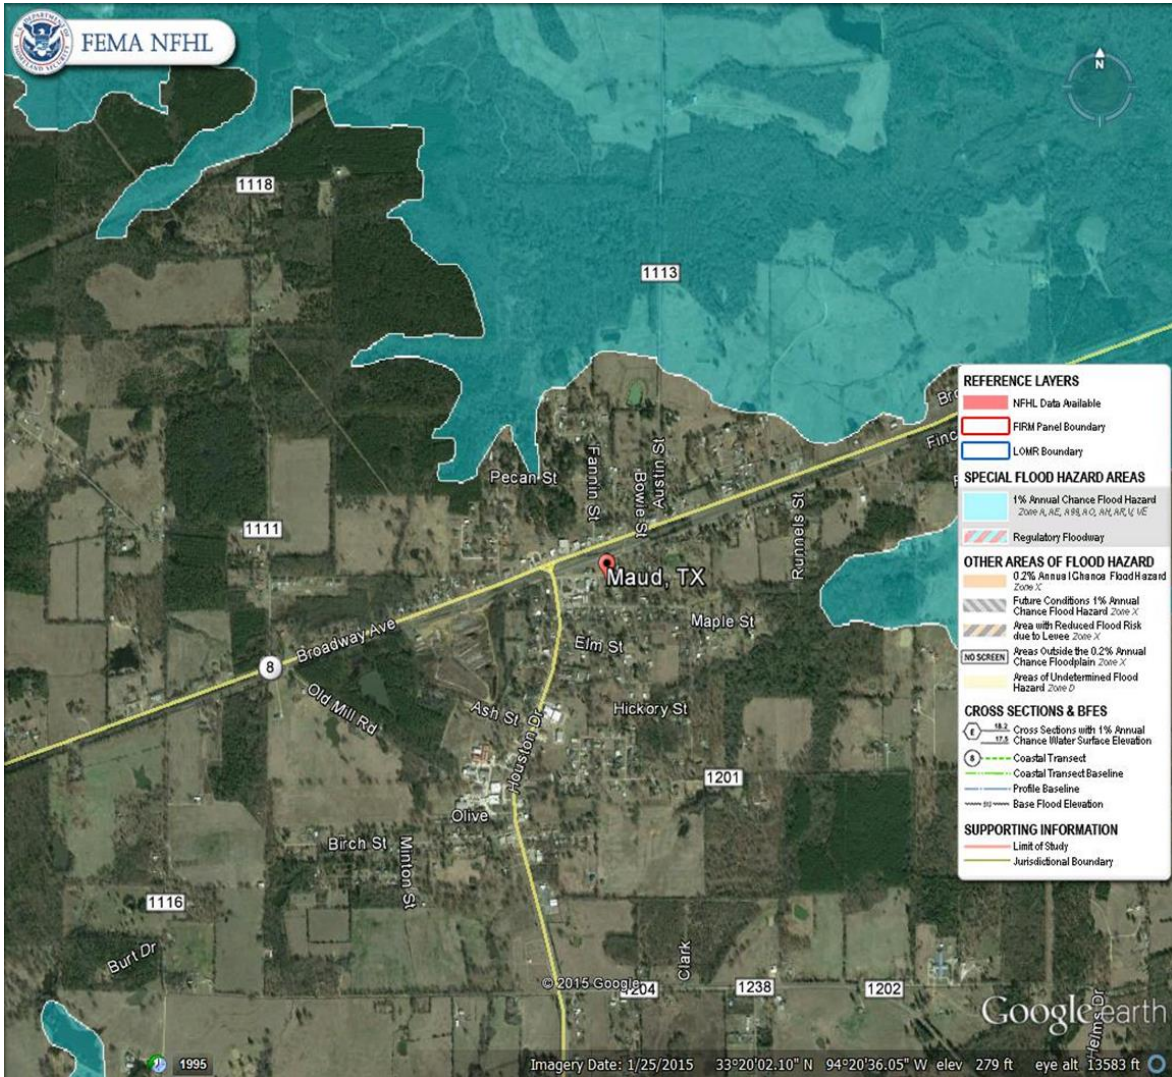 FEMA NFHL
N
1118
1113
REFERENCE LAYERS
NFHL Data Available
FIRM Panel Boundary
LOMR Boundary
SPECIAL FLOOD HAZARD AREAS
1% Annual Chance Flood Hazard
Zone A, AE, A99, AO, AH, AR, V, VE
Regulatory Floodway
OTHER AREAS OF FLOOD HAZARD
0.2% Annual Chance Flood Hazard
Zone X
Future Conditions 1% Annual
Chance Flood Hazard Zone X
Area with Reduced Flood Risk
due to Levee Zone X
NO SCREEN Areas Outside the 0.2% Annual
Chance Floodplain Zone X
Areas of Undetermined Flood
Hazard Zone D
CROSS SECTIONS & BFES
E 18.2 Cross Sections with 1% Annual
17.5 Chance Water Surface Elevation
8 Coastal Transect
Coastal Transect Baseline
Profile Baseline
Base Flood Elevation
SUPPORTING INFORMATION
Limit of Study
Jurisdictional Boundary
Pecan St
Fannin St
Bowie St
Austin St
Runnels St
1111
Maud, TX
Maple St
Broadway Ave
Elm St
8
Old Mill Rd
Ash St
Houston Dr
Hickory St
1201
Olive
Birch St
Minton St
1116
Burt Dr
Clark
© 2015 Google
1204
1238
1202
Helms Dr
Google earth
1995
Imagery Date: 1/25/2015 33°20'02.10" N 94°20'36.05" W elev 279 ft eye alt 13583 ft